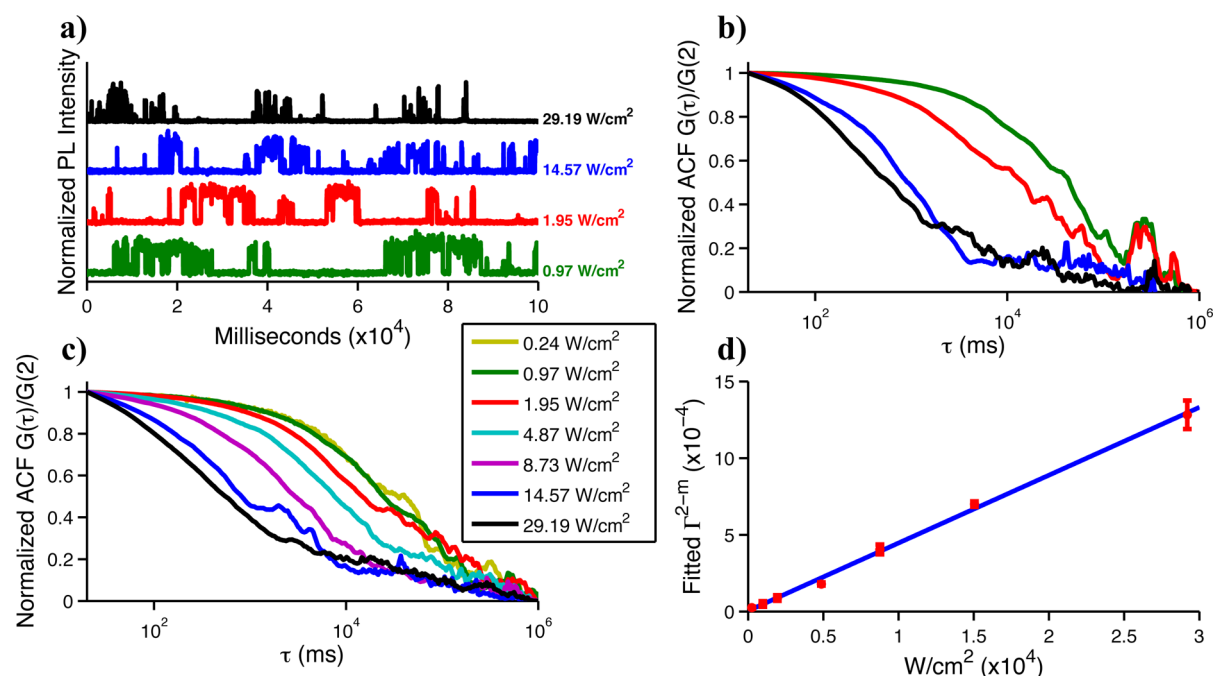 a)
Normalized PL Intensity
29.19 W/cm²
14.57 W/cm²
1.95 W/cm²
0.97 W/cm²
0 2 4 6 8 10
Milliseconds (x10⁴)
b)
Normalized ACF G(τ)/G(2)
1
0.8
0.6
0.4
0.2
0
10² 10⁴ 10⁶
τ (ms)
c)
Normalized ACF G(τ)/G(2)
1
0.8
0.6
0.4
0.2
0
10² 10⁴ 10⁶
τ (ms)
0.24 W/cm²
0.97 W/cm²
1.95 W/cm²
4.87 W/cm²
8.73 W/cm²
14.57 W/cm²
29.19 W/cm²
d)
Fitted Γ²⁻ᵐ (x10⁻⁴)
15
10
5
0
0 0.5 1 1.5 2 2.5 3
W/cm² (x10⁴)